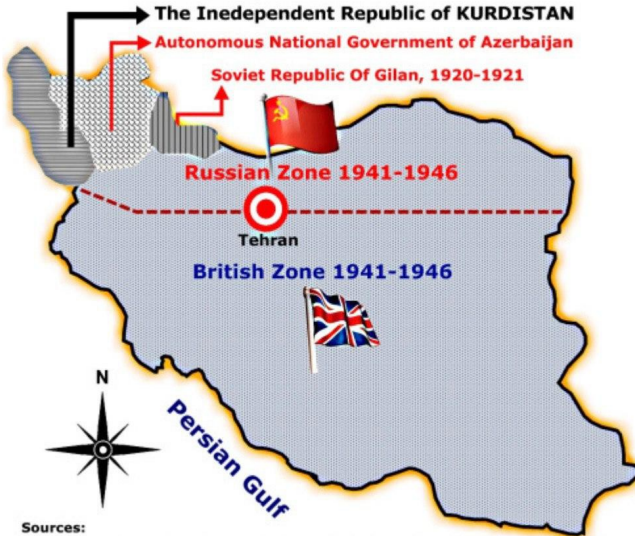 The Inedependent Republic of KURDISTAN
Autonomous National Government of Azerbaijan
Soviet Republic Of Gilan, 1920-1921
Russian Zone 1941-1946
Tehran
British Zone 1941-1946
N
Persian Gulf
Sources: